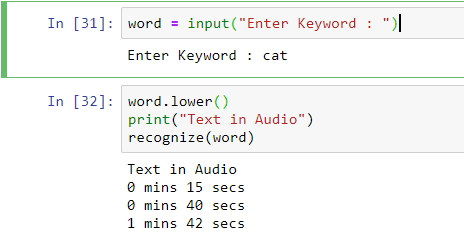 In [31]: word = input("Enter Keyword : ")
Enter Keyword : cat
In [32]: word.lower()
print("Text in Audio")
recognize(word)
Text in Audio
0 mins 15 secs
0 mins 40 secs
1 mins 42 secs